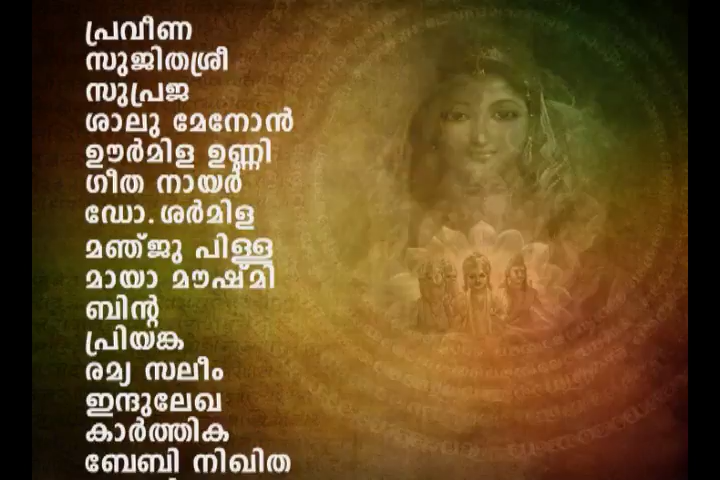 പ്രവീണ
സുജിതശ്രീ
സുപ്രജ
ശാലു മേനോൻ
ഊർമിള ഉണ്ണി
ഗീത നായർ
ഡോ. ശർമിള
മഞ്ജു പിള്ള
മായാ മൗഷ്മി
ബിന്റ
പ്രിയങ്ക
രമ്യ സലീം
ഇന്ദുലേഖ
കാർത്തിക
ബേബി നിഖിത